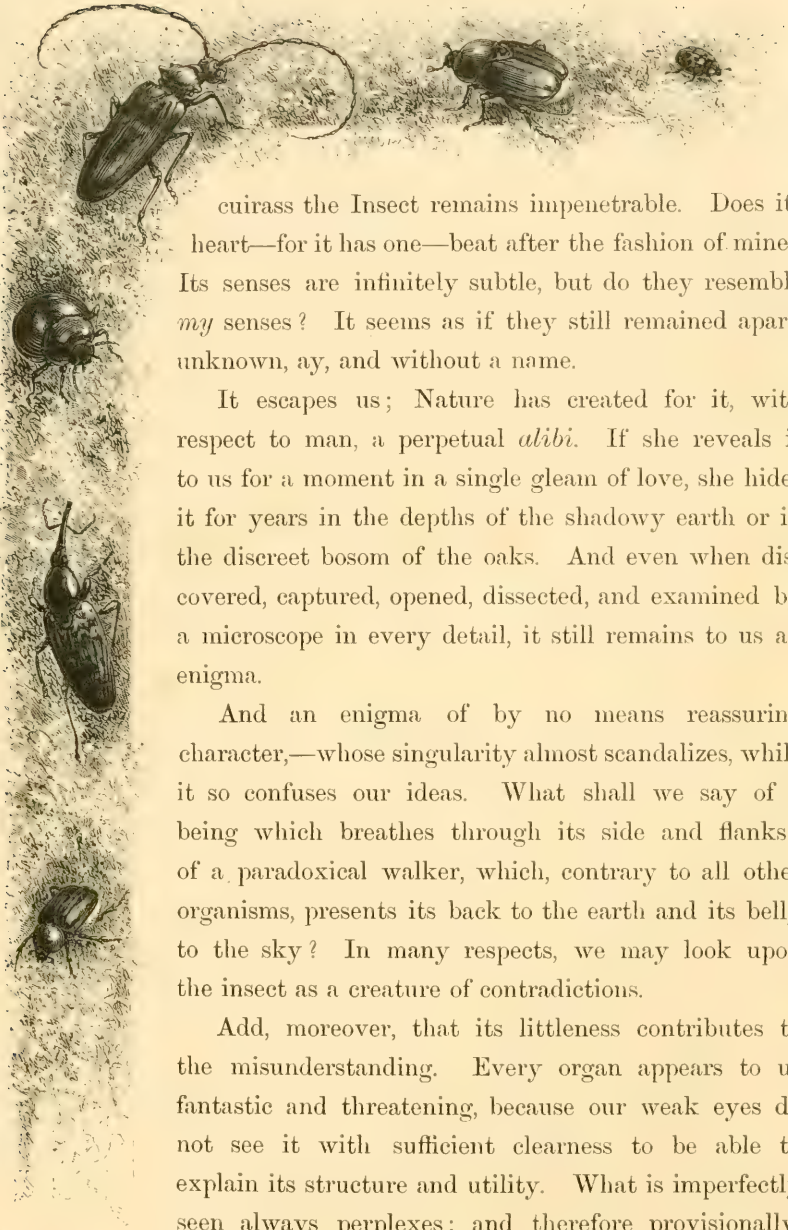 cuirass the Insect remains impenetrable. Does it
heart—for it has one—beat after the fashion of mine
Its senses are infinitely subtle, but do they resembl
my senses? It seems as if they still remained apar
unknown, ay, and without a name.
It escapes us; Nature has created for it, wit
respect to man, a perpetual alibi. If she reveals i
to us for a moment in a single gleam of love, she hide
it for years in the depths of the shadowy earth or i
the discreet bosom of the oaks. And even when dis
covered, captured, opened, dissected, and examined b
a microscope in every detail, it still remains to us a
enigma.
And an enigma of by no means reassurin
character,—whose singularity almost scandalizes, whil
it so confuses our ideas. What shall we say of
being which breathes through its side and flanks
of a paradoxical walker, which, contrary to all othe
organisms, presents its back to the earth and its bell
to the sky? In many respects, we may look upo
the insect as a creature of contradictions.
Add, moreover, that its littleness contributes t
the misunderstanding. Every organ appears to u
fantastic and threatening, because our weak eyes d
not see it with sufficient clearness to be able t
explain its structure and utility. What is imperfectl
seen always perplexes; and therefore provisionally